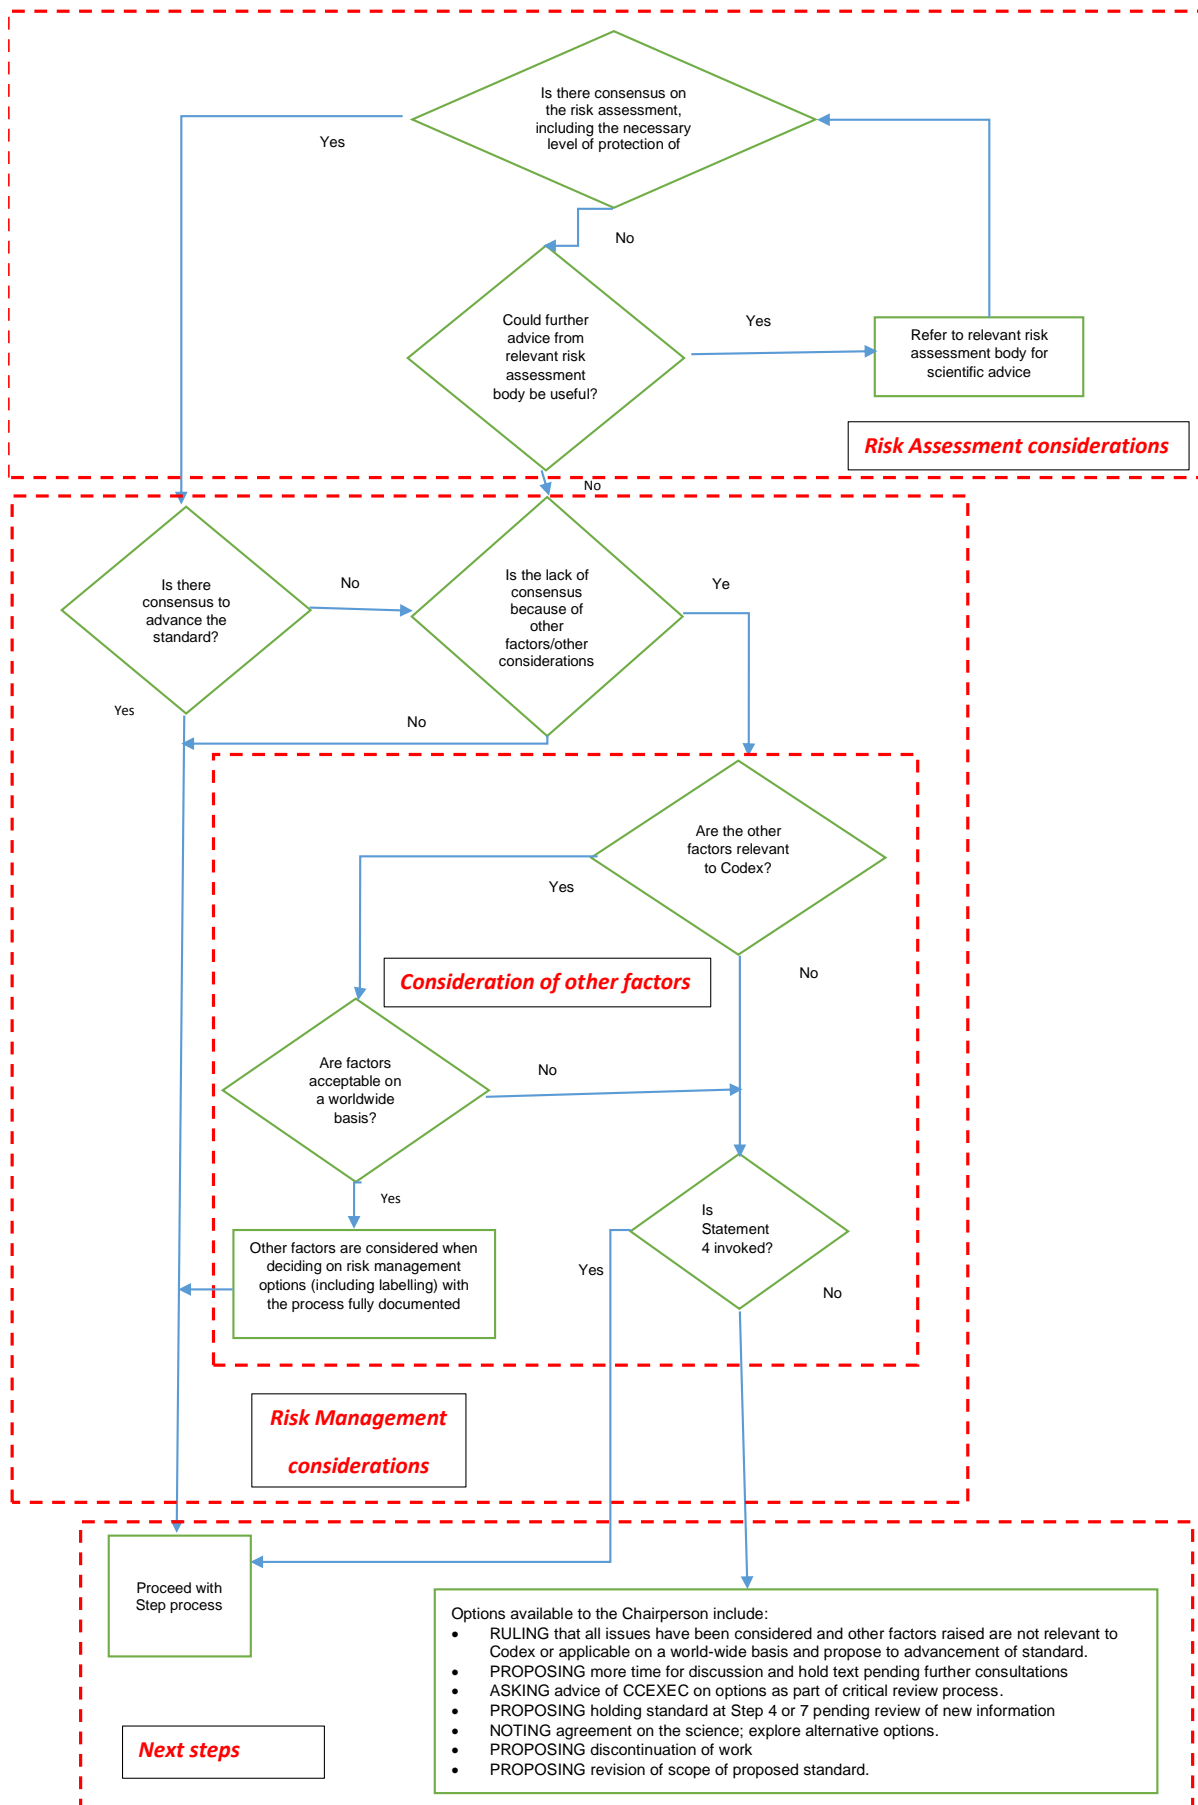 Is there consensus on
the risk assessment,
including the necessary
level of protection of
Yes
No
Could further
advice from
relevant risk
assessment
body be useful?
Yes
Refer to relevant risk
assessment body for
scientific advice
Risk Assessment considerations
No
Is there
consensus to
advance the
standard?
No
Is the lack of
consensus
because of
other
factors/other
considerations
Ye
Yes
No
Are the other
factors relevant
to Codex?
Yes
No
Consideration of other factors
Are factors
acceptable on
a worldwide
basis?
No
Yes
Is
Statement
4 invoked?
Other factors are considered when
deciding on risk management
options (including labelling) with
the process fully documented
Yes
No
Risk Management
considerations
Proceed with
Step process
Options available to the Chairperson include:
• RULING that all issues have been considered and other factors raised are not relevant to
Codex or applicable on a world-wide basis and propose to advancement of standard.
• PROPOSING more time for discussion and hold text pending further consultations
• ASKING advice of CCEXEC on options as part of critical review process.
• PROPOSING holding standard at Step 4 or 7 pending review of new information
• NOTING agreement on the science; explore alternative options.
• PROPOSING discontinuation of work
• PROPOSING revision of scope of proposed standard.
Next steps